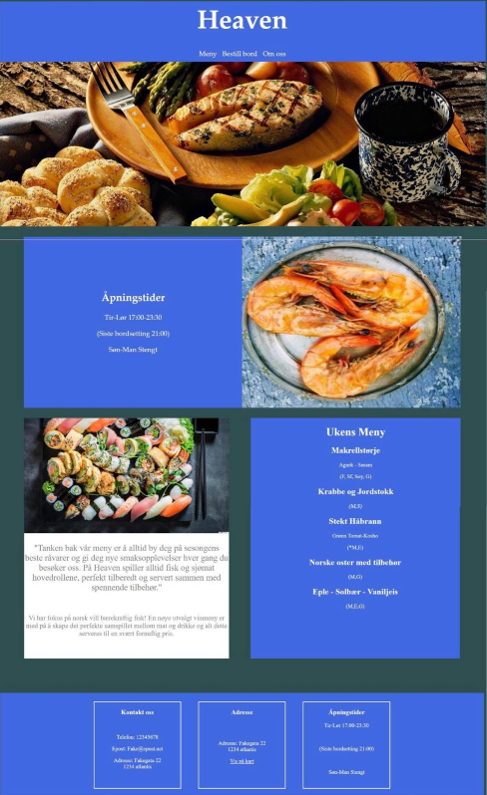 Heaven
Meny Bestill bord Om oss
Åpningstider
Tir-Lør 17:00-23:30
(Siste bordsetting 21:00)
Søn-Man Stengt
"Tanken bak vår meny er å alltid by deg på sesongens
beste råvarer og gi deg nye smaksopplevelser hver gang du
besøker oss. På Heaven spiller alltid fisk og sjømat
hovedrollene, perfekt tilberedt og servert sammen med
spennende tilbehør."
Vi har fokus på norsk vill bærekraftig fisk! En nøye utvalgt vinmeny er
med på å skape det perfekte samspillet mellom mat og drikke og alt dette
serveres til en svært fornuftig pris.
Ukens Meny
Makrellstørje
Agurk - Sesam
(F, Sf, Soy, G)
Krabbe og Jordstokk
(M,F)
Stekt Håbrann
Grønn Tomat-Kvalne
(*M,E)
Norske oster med tilbehør
(M,G)
Eple - Solbær - Vaniljeis
(M,E,G)
Kontakt oss
Telefon: 12345678
Epost: Fake@epost.net
Adresse: Fakegata 22
1234 atlantis
Adresse
Adresse: Fakegata 22
1234 atlantis
Vis på kart
Åpningstider
Tir-Lør 17:00-23:30
(Siste bordsetting 21:00)
Søn-Man Stengt